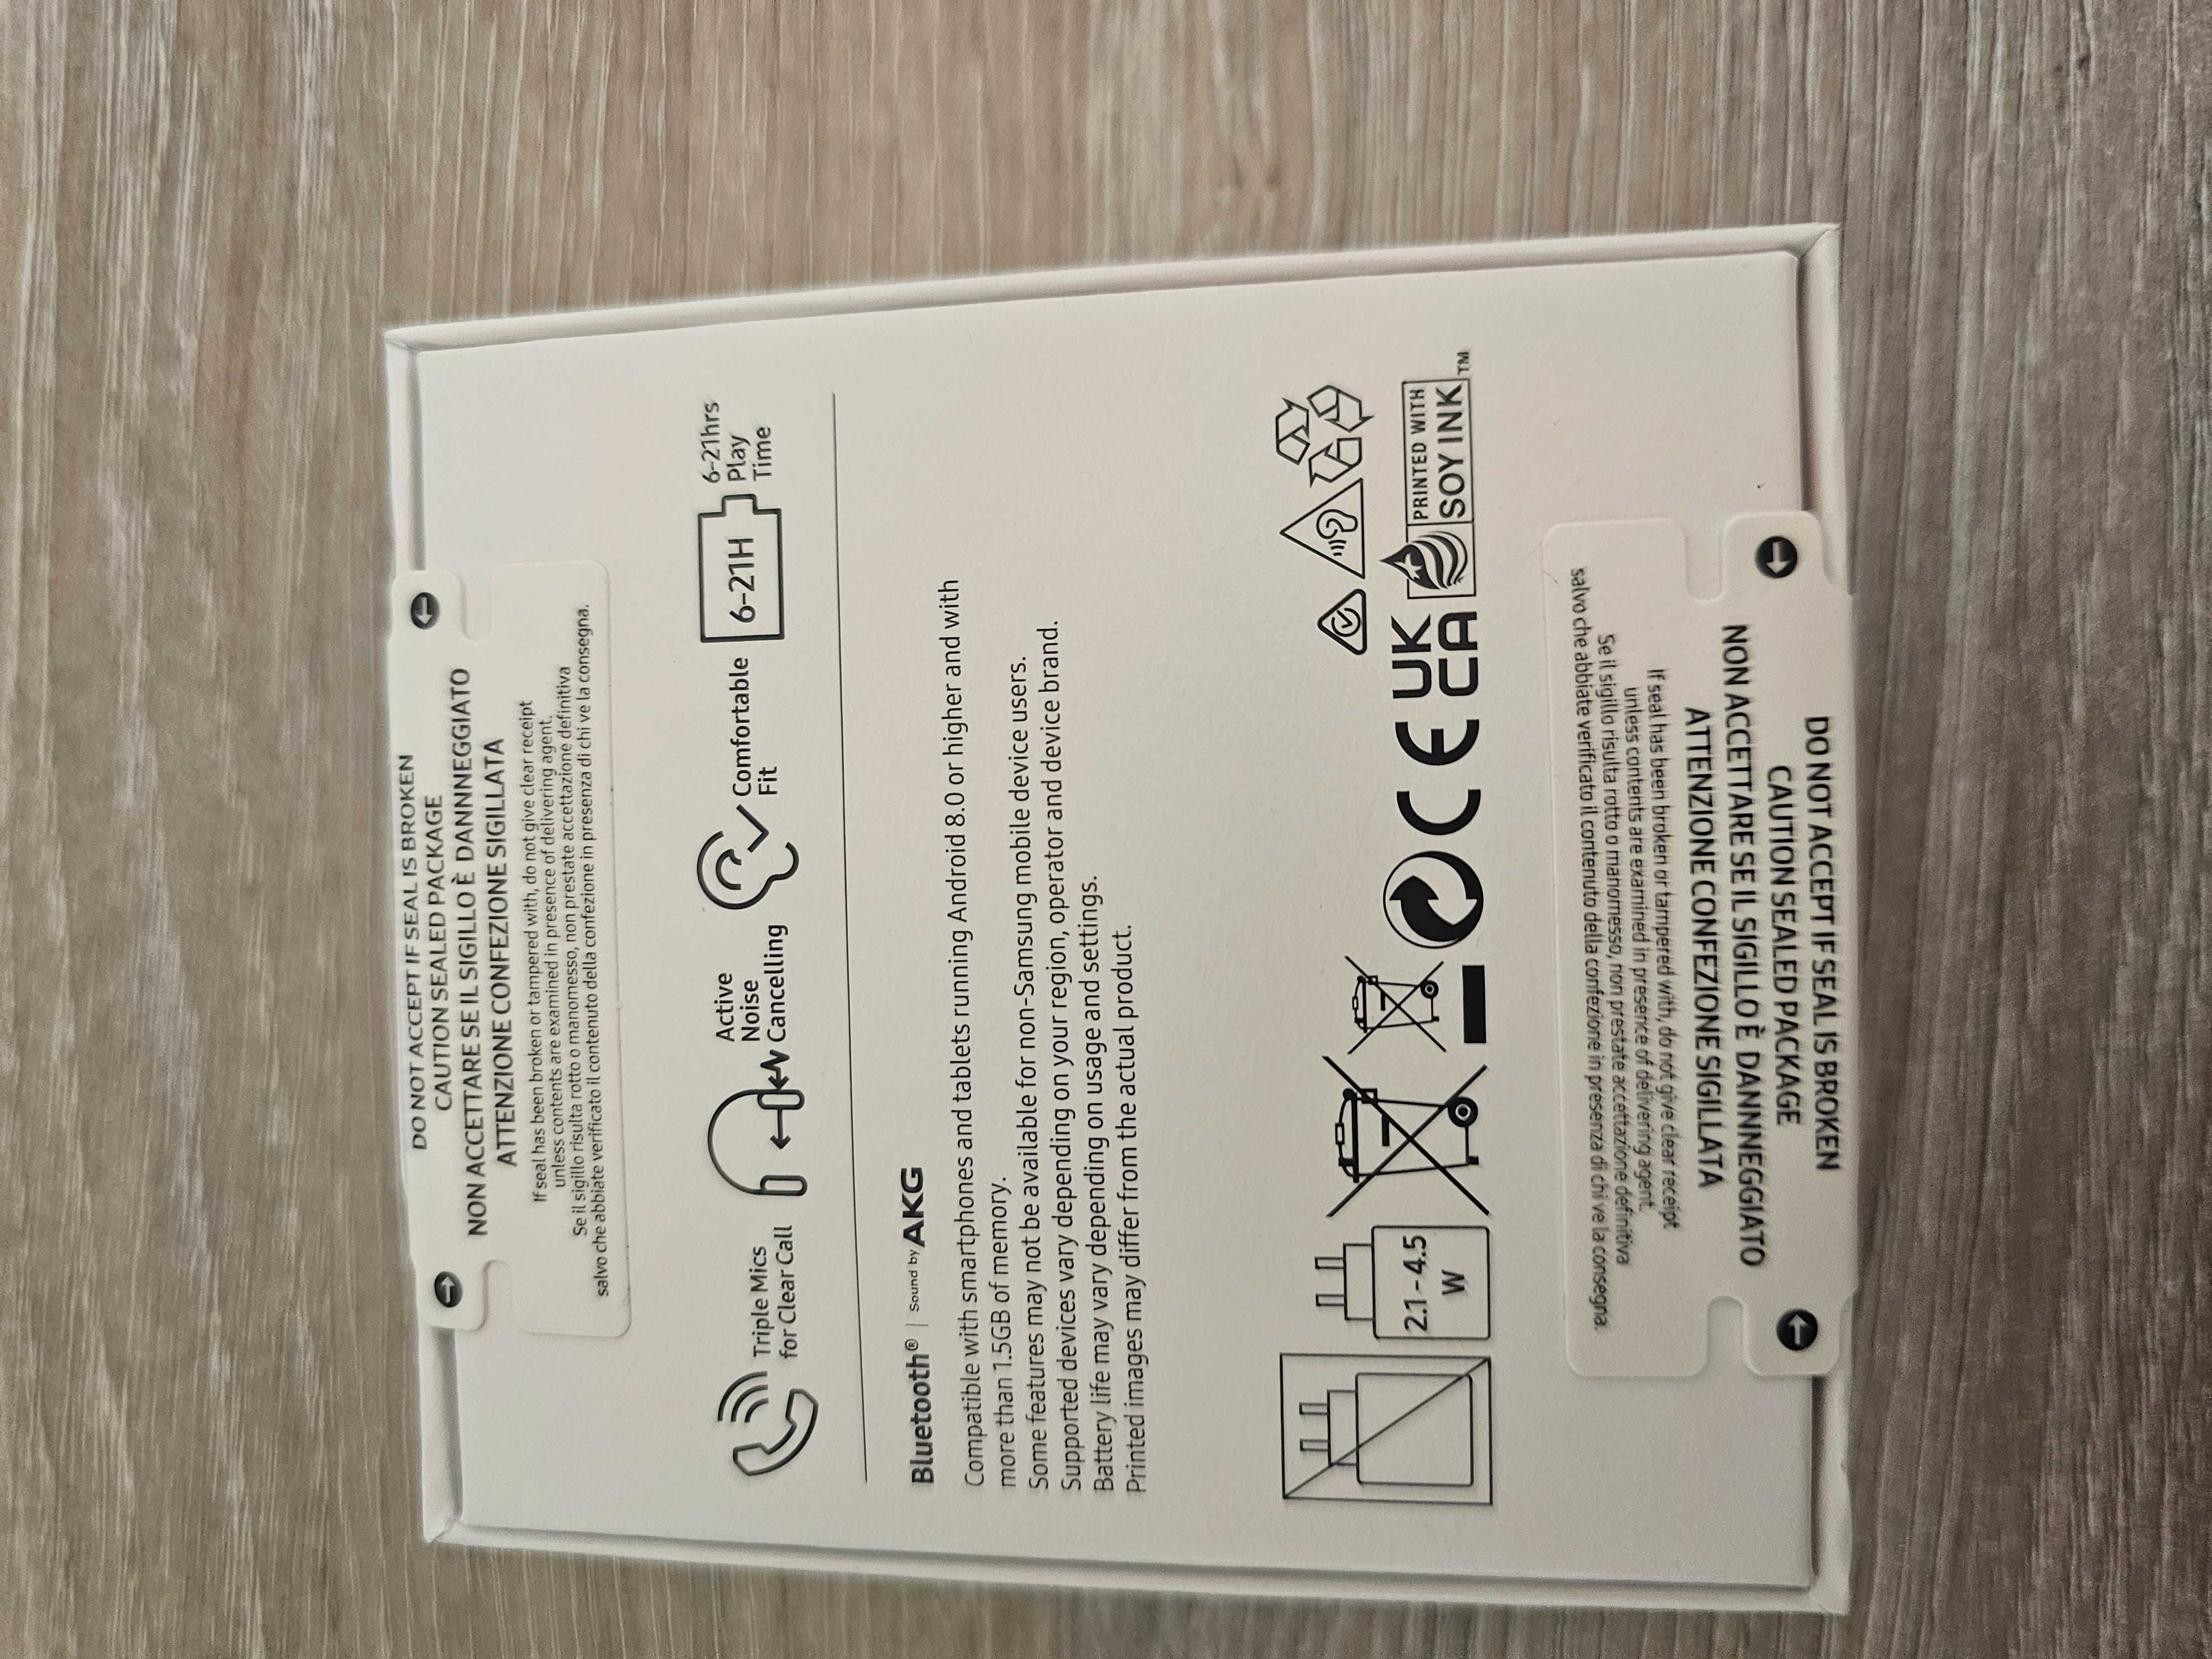 DO NOT ACCEPT IF SEAL IS BROKEN
CAUTION SEALED PACKAGE
NON ACCETTARE SE IL SIGILLO È DANNNEGGIATO
ATTENZIONE CONFEZIONE SIGILLATA
If seal has been broken or tampered with, do not give clear receipt
unless contents are examined in presence of delivering agent.
Se il sigillo risulta rotto o manomesso, non prestate accettazione definitiva
salvo che abbiate verificato il contenuto della confezione in presenza di chi ve la consegna.
Triple Mics
for Clear Call
Active
Noise
Cancelling
Comfortable
Fit
6-21H
6-21hrs
Play
Time
Bluetooth® | Sound by AKG
Compatible with smartphones and tablets running Android 8.0 or higher and with
more than 1.5GB of memory.
Some features may not be available for non-Samsung mobile device users.
Supported devices vary depending on your region, operator and device brand.
Battery life may vary depending on usage and settings.
Printed images may differ from the actual product.
2.1 - 4.5
W
CE
UK
CA
PRINTED WITH
SOY INK™
salvo che abbiate verificato il contenuto della confezione in presenza di chi ve la consegna.
Se il sigillo risulta rotto o manomesso, non prestate accettazione definitiva
unless contents are examined in presence of delivering agent.
If seal has been broken or tampered with, do not give clear receipt
ATTENZIONE CONFEZIONE SIGILLATA
NON ACCETTARE SE IL SIGILLO È DANNNEGGIATO
CAUTION SEALED PACKAGE
DO NOT ACCEPT IF SEAL IS BROKEN